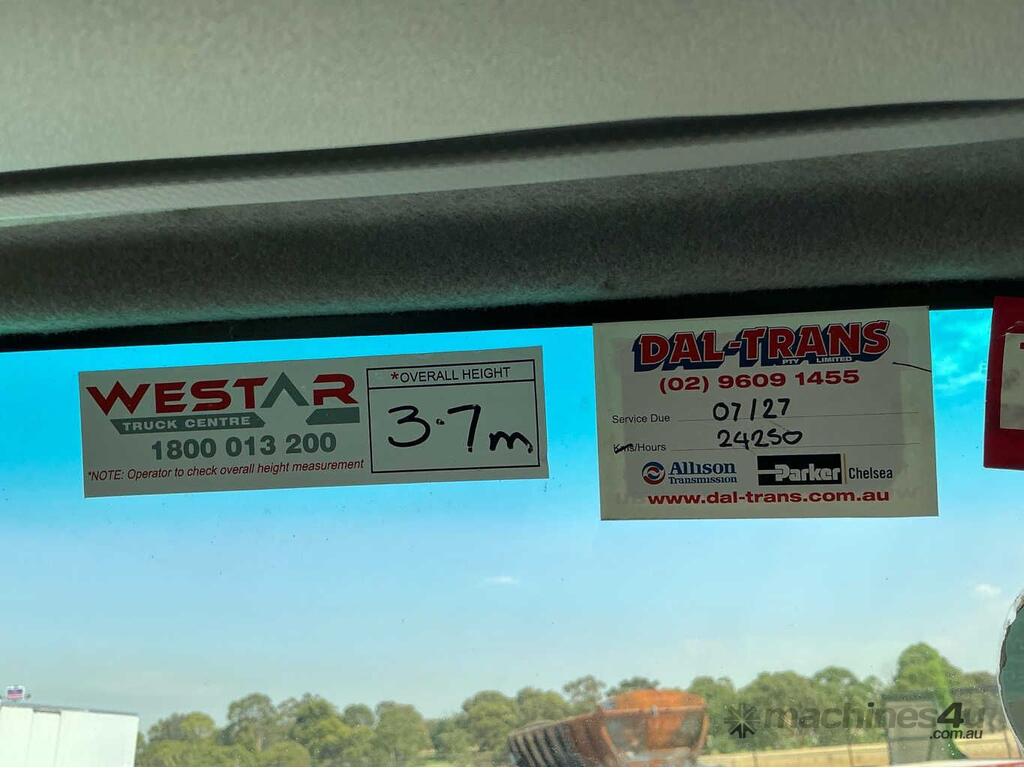 WESTAR
TRUCK CENTRE
1800 013 200
*NOTE: Operator to check overall height measurement
*OVERALL HEIGHT
3.7m
DAL-TRANS
PTY LIMITED
(02) 9609 1455
Service Due 07/27
Kms/Hours 24250
Allison Transmission
Parker Chelsea
www.dal-trans.com.au
machines4u
.com.au